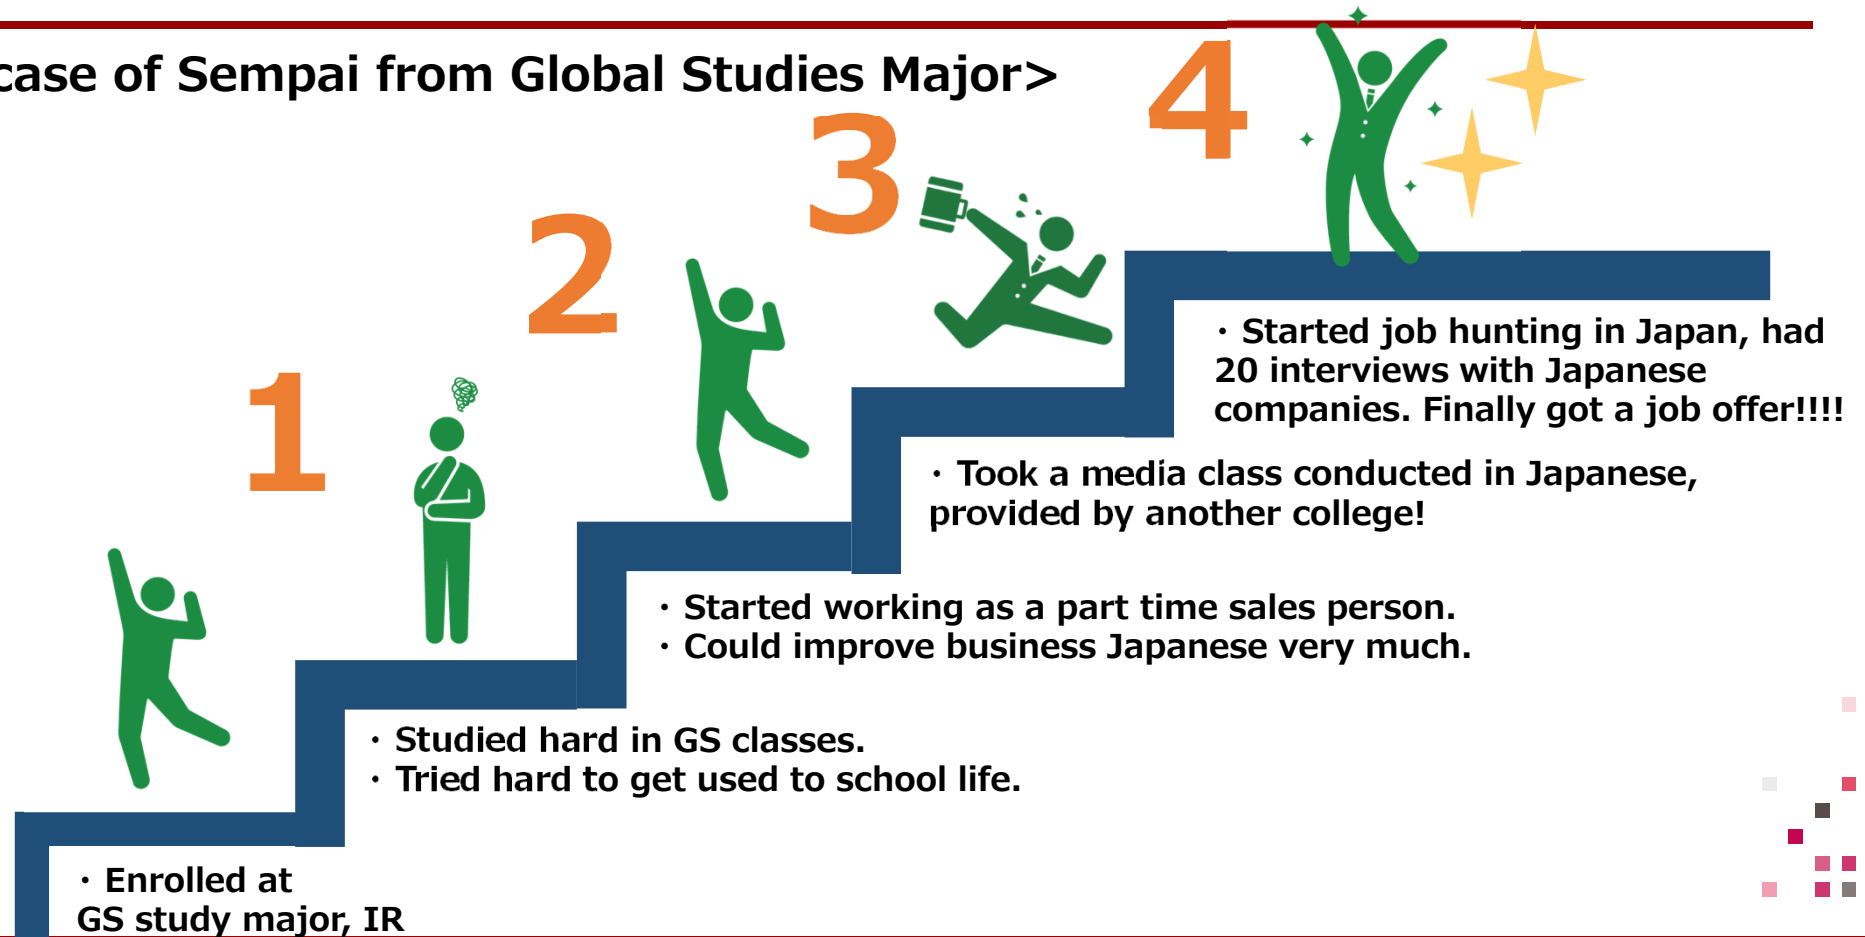 case of Sempai from Global Studies Major>
4
3
2
1
・Started job hunting in Japan, had
20 interviews with Japanese
companies. Finally got a job offer!!!!
・Took a media class conducted in Japanese,
provided by another college!
・Started working as a part time sales person.
・Could improve business Japanese very much.
・Studied hard in GS classes.
・Tried hard to get used to school life.
・Enrolled at
GS study major, IR